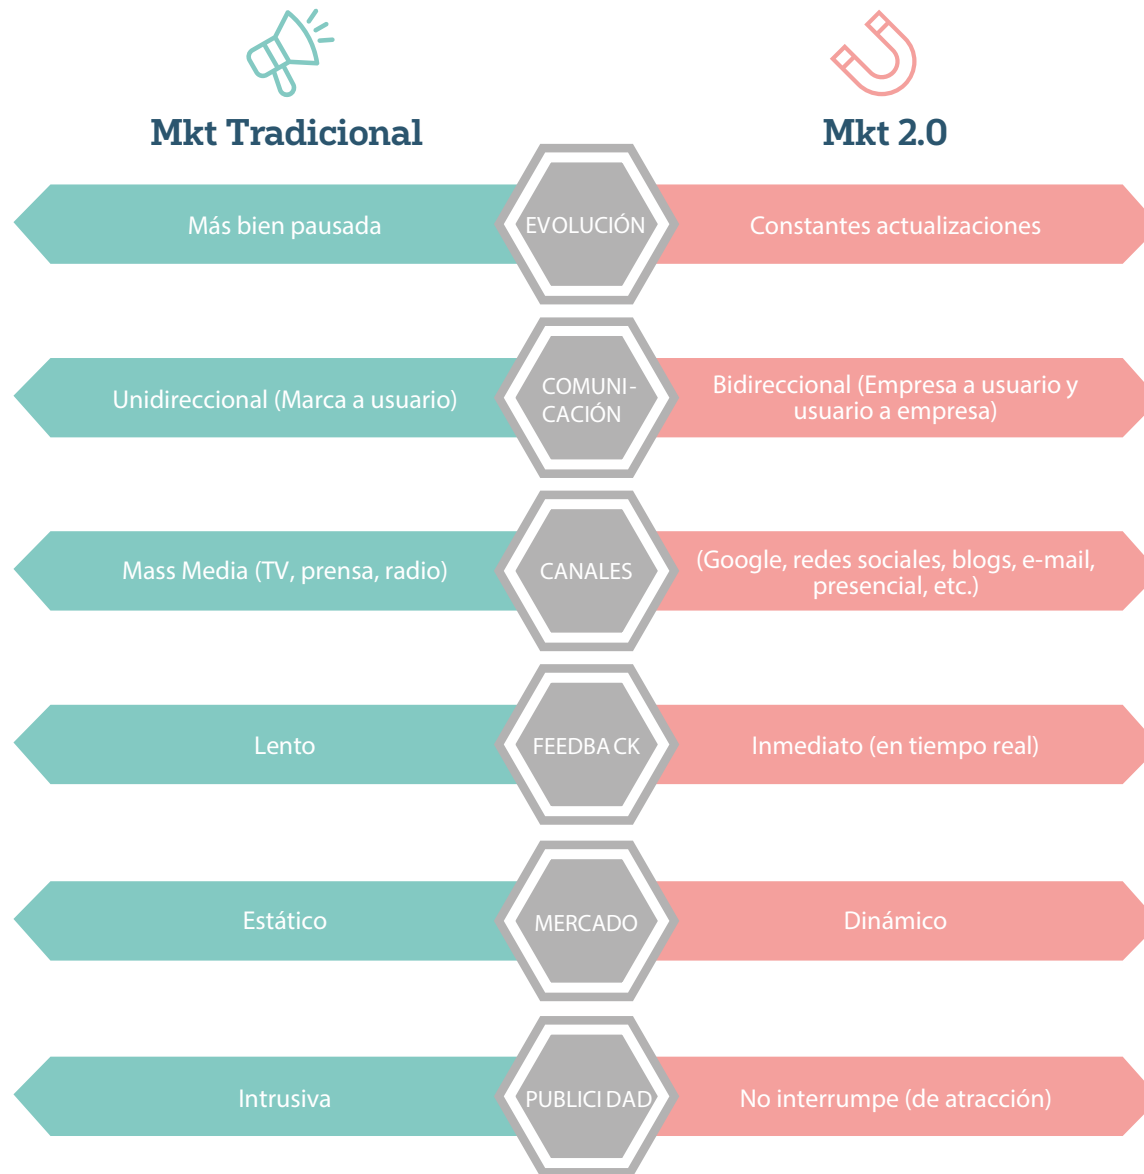 Mkt Tradicional
Mkt 2.0
Más bien pausada
EVOLUCIÓN
Constantes actualizaciones
Unidireccional (Marca a usuario)
COMUNI-
CACIÓN
Bidireccional (Empresa a usuario y
usuario a empresa)
Mass Media (TV, prensa, radio)
CANALES
(Google, redes sociales, blogs, e-mail,
presencial, etc.)
Lento
FEEDBACK
Inmediato (en tiempo real)
Estático
MERCADO
Dinámico
Intrusiva
PUBLICIDAD
No interrumpe (de atracción)